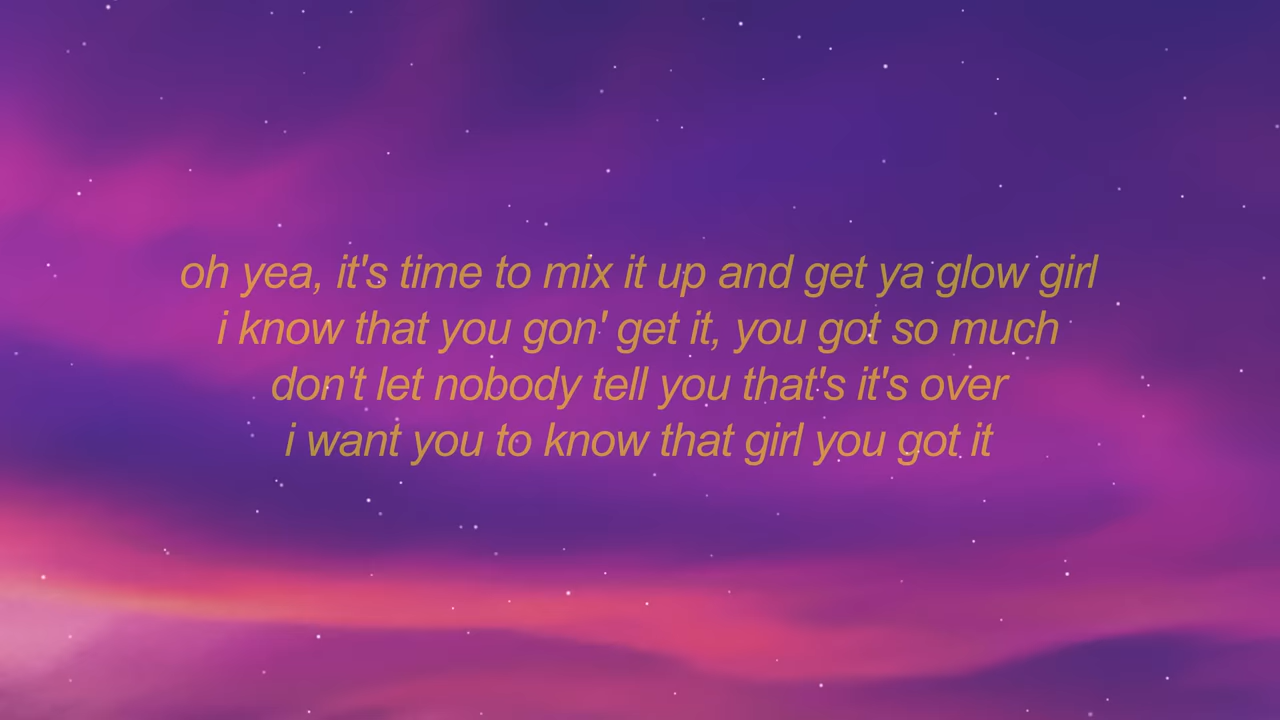 oh yea, it's time to mix it up and get ya glow girl
i know that you gon' get it, you got so much
don't let nobody tell you that's it's over
i want you to know that girl you got it